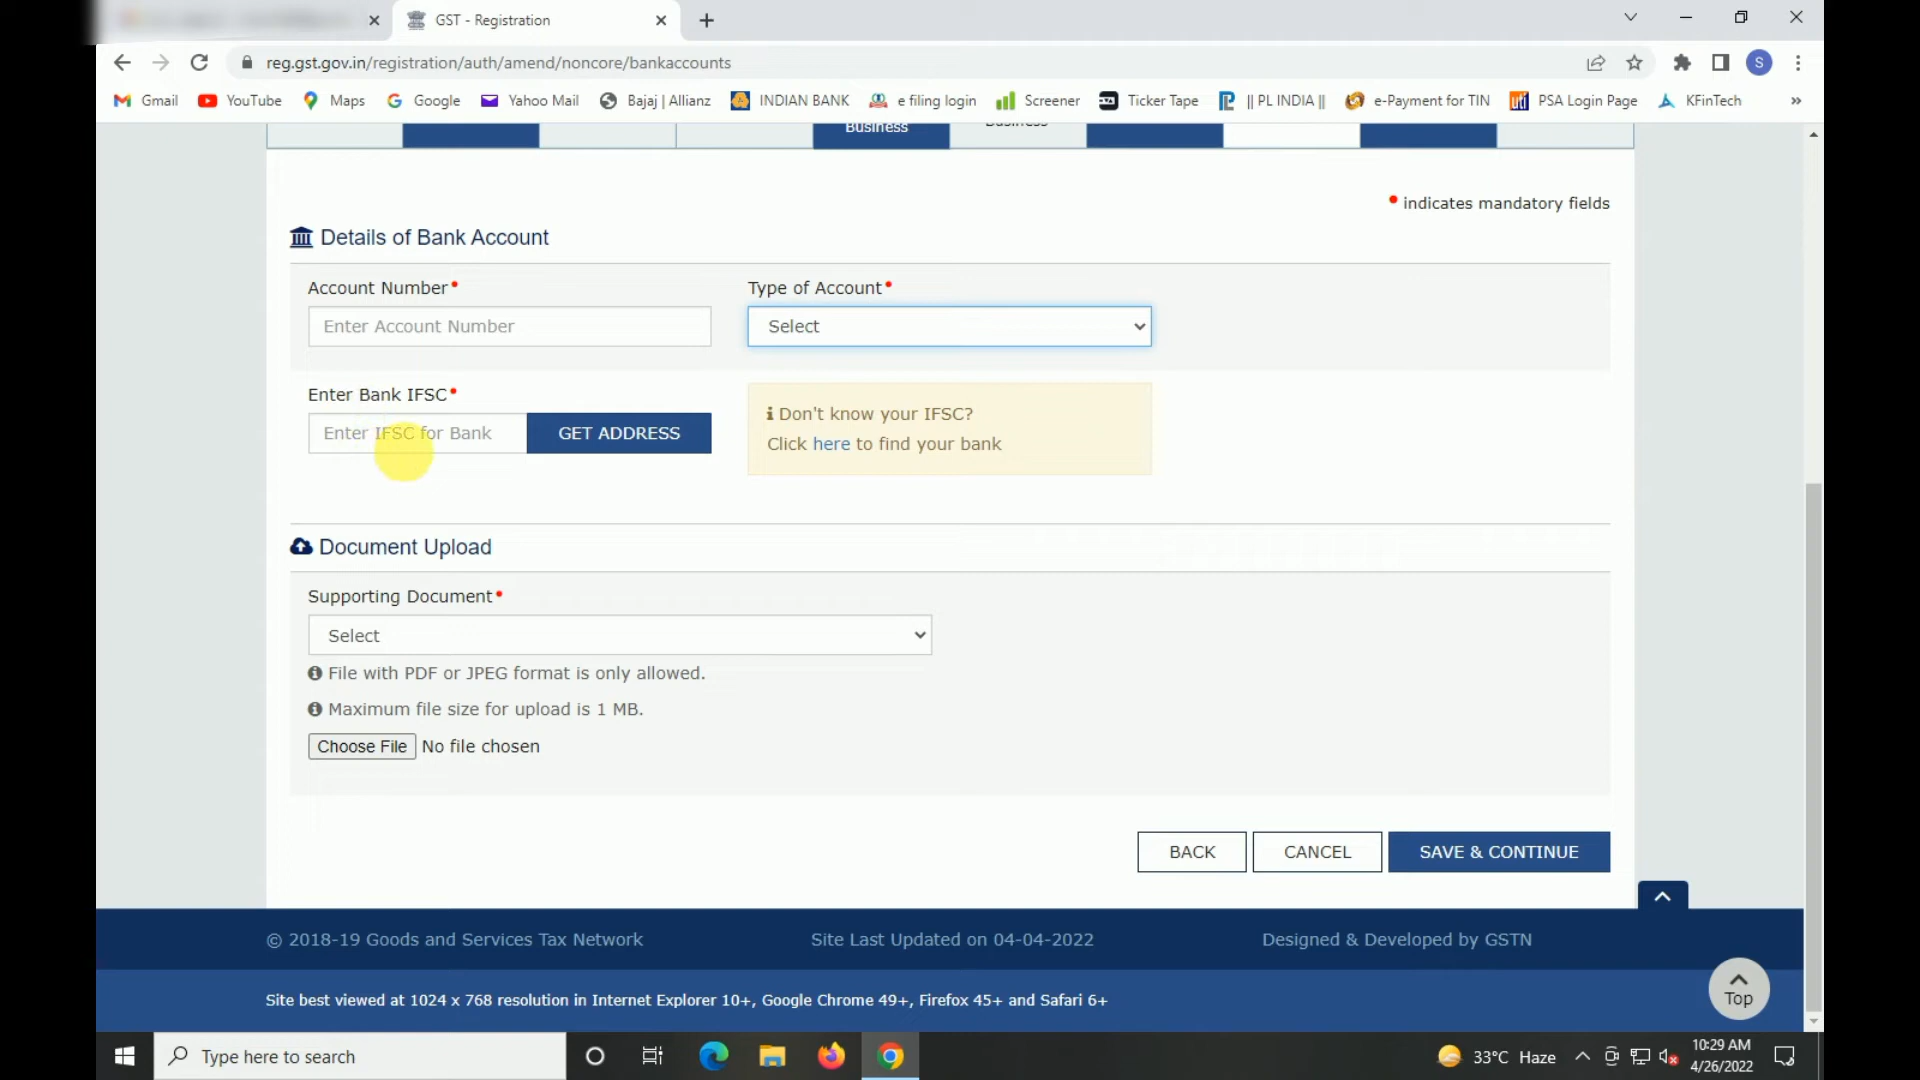 GST - Registration
reg.gst.gov.in/registration/auth/amend/noncore/bankaccounts
S
Gmail YouTube Maps Google Yahoo Mail Bajaj | Allianz INDIAN BANK e filing login Screener Ticker Tape || PL INDIA || e-Payment for TIN PSA Login Page KFinTech »
Business Business
• indicates mandatory fields
Details of Bank Account
Account Number• Type of Account•
Enter Account Number Select
Enter Bank IFSC•
Enter IFSC for Bank GET ADDRESS
Don't know your IFSC?
Click here to find your bank
Document Upload
Supporting Document•
Select
File with PDF or JPEG format is only allowed.
Maximum file size for upload is 1 MB.
Choose File No file chosen
BACK CANCEL SAVE & CONTINUE
© 2018-19 Goods and Services Tax Network Site Last Updated on 04-04-2022 Designed & Developed by GSTN
Site best viewed at 1024 x 768 resolution in Internet Explorer 10+, Google Chrome 49+, Firefox 45+ and Safari 6+
Top
Type here to search 33°C Haze 10:29 AM
4/26/2022